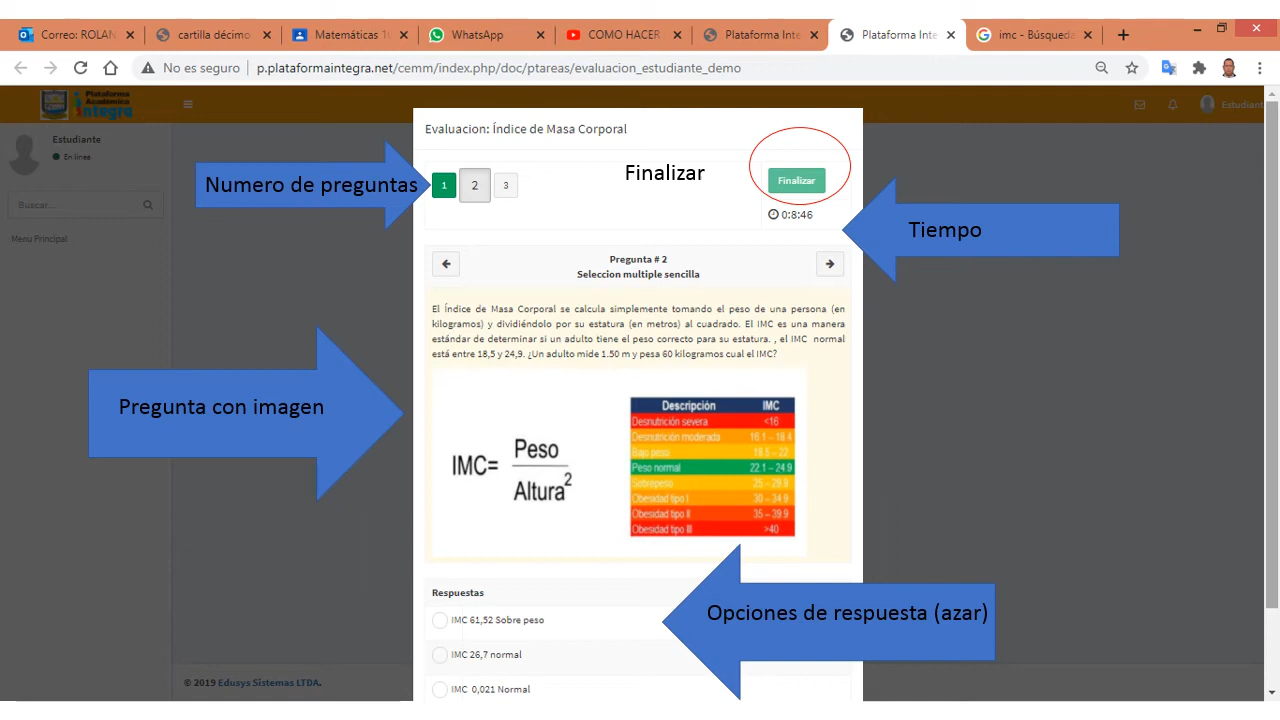 Correo: ROLAN
cartilla décimo
Matemáticas 10
WhatsApp
COMO HACER
Plataforma Inte
Plataforma Inte
imc - Búsqueda
No es seguro | p.plataformaintegra.net/cemm/index.php/doc/ptareas/evaluacion_estudiante_demo
Plataforma
Académica
integra
Estudiante
Estudiante
En linea
Buscar...
Menu Principal
Evaluacion: Índice de Masa Corporal
Numero de preguntas
1 2 3
Finalizar
Finalizar
0:8:46
Tiempo
Pregunta # 2
Seleccion multiple sencilla
El Índice de Masa Corporal se calcula simplemente tomando el peso de una persona (en
kilogramos) y dividiéndolo por su estatura (en metros) al cuadrado. El IMC es una manera
estándar de determinar si un adulto tiene el peso correcto para su estatura. , el IMC normal
está entre 18,5 y 24,9. ¿Un adulto mide 1.50 m y pesa 60 kilogramos cual el IMC?
Pregunta con imagen
IMC= Peso
Altura2
Descripción IMC
Desnutrición severa <16
Desnutrición moderada 16.1 – 18.4
Bajo peso 18.5 – 22
Peso normal 22.1 – 24.9
Sobrepeso 25 – 29.9
Obesidad tipo I 30 – 34.9
Obesidad tipo II 35 – 39.9
Obesidad tipo III >40
Respuestas
Opciones de respuesta (azar)
IMC 61,52 Sobre peso
IMC 26,7 normal
IMC 0,021 Normal
© 2019 Edusys Sistemas LTDA.